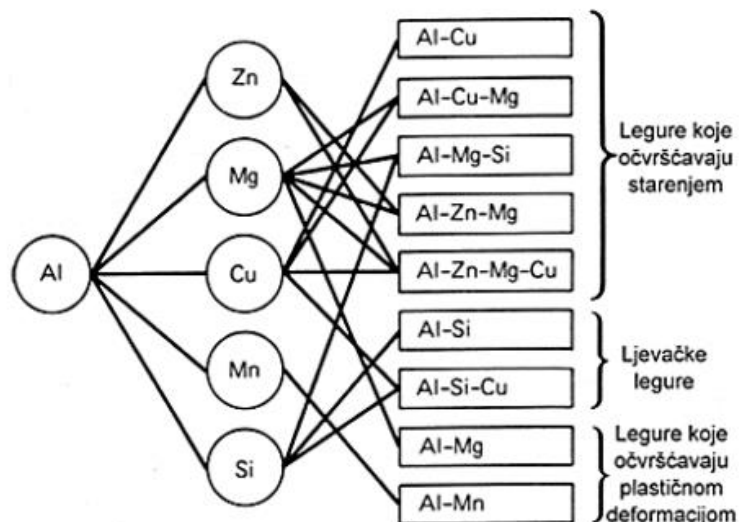 Al
Zn
Mg
Cu
Mn
Si
Al-Cu
Al-Cu-Mg
Al-Mg-Si
Al-Zn-Mg
Al-Zn-Mg-Cu
Al-Si
Al-Si-Cu
Al-Mg
Al-Mn
Legure koje
očvršćavaju
starenjem
Ljevačke
legure
Legure koje
očvršćavaju
plastičnom
deformacijom